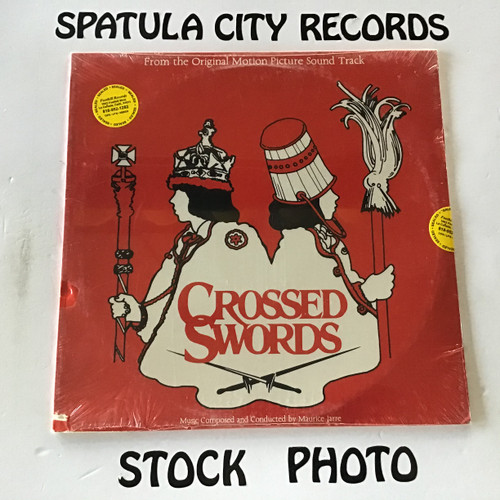 SPATULA CITY RECORDS
From the Original Motion Picture Sound Track
CROSSED
SWORDS
Music Composed and Conducted by Maurice Jarre
STOCK PHOTO